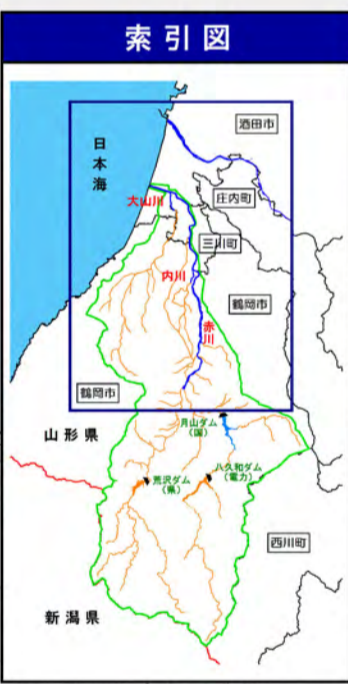 索引図
酒田市
日本海
庄内町
大山川
三川町
内川
鶴岡市
赤川
鶴岡市
月山ダム
(国)
山形県
八久和ダム
(電力)
荒沢ダム
(県)
西川町
新潟県